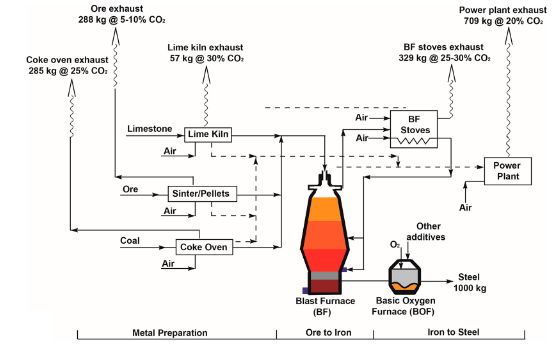 Ore exhaust
288 kg @ 5-10% CO₂
Power plant exhaust
709 kg @ 20% CO₂
Coke oven exhaust
285 kg @ 25% CO₂
Lime kiln exhaust
57 kg @ 30% CO₂
BF stoves exhaust
329 kg @ 25-30% CO₂
Limestone
Lime Kiln
Air
Air
Air
BF
Stoves
Ore
Sinter/Pellets
Air
Power
Plant
Air
Coal
Coke Oven
Air
O₂
Other
additives
Steel
1000 kg
Blast Furnace
(BF)
Basic Oxygen
Furnace (BOF)
Metal Preparation
Ore to Iron
Iron to Steel